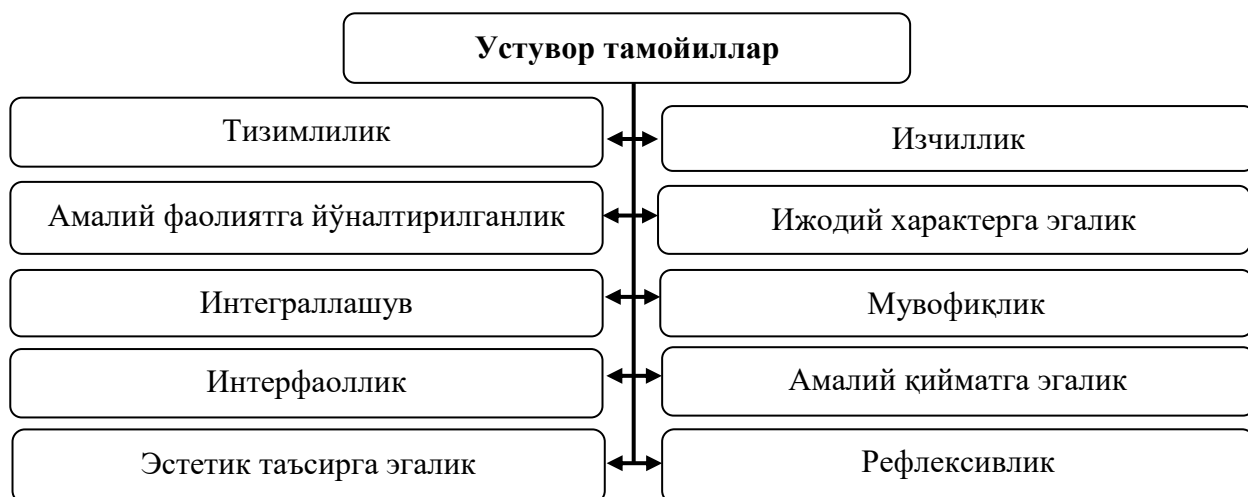 Устувор тамойиллар
Тизимлилик
Изчиллик
Амалий фаолиятга йўналтирилганлик
Ижодий характерга эгалик
Интеграллашув
Мувофиқлик
Интерфаоллик
Амалий қийматга эгалик
Эстетик таъсирга эгалик
Рефлексивлик